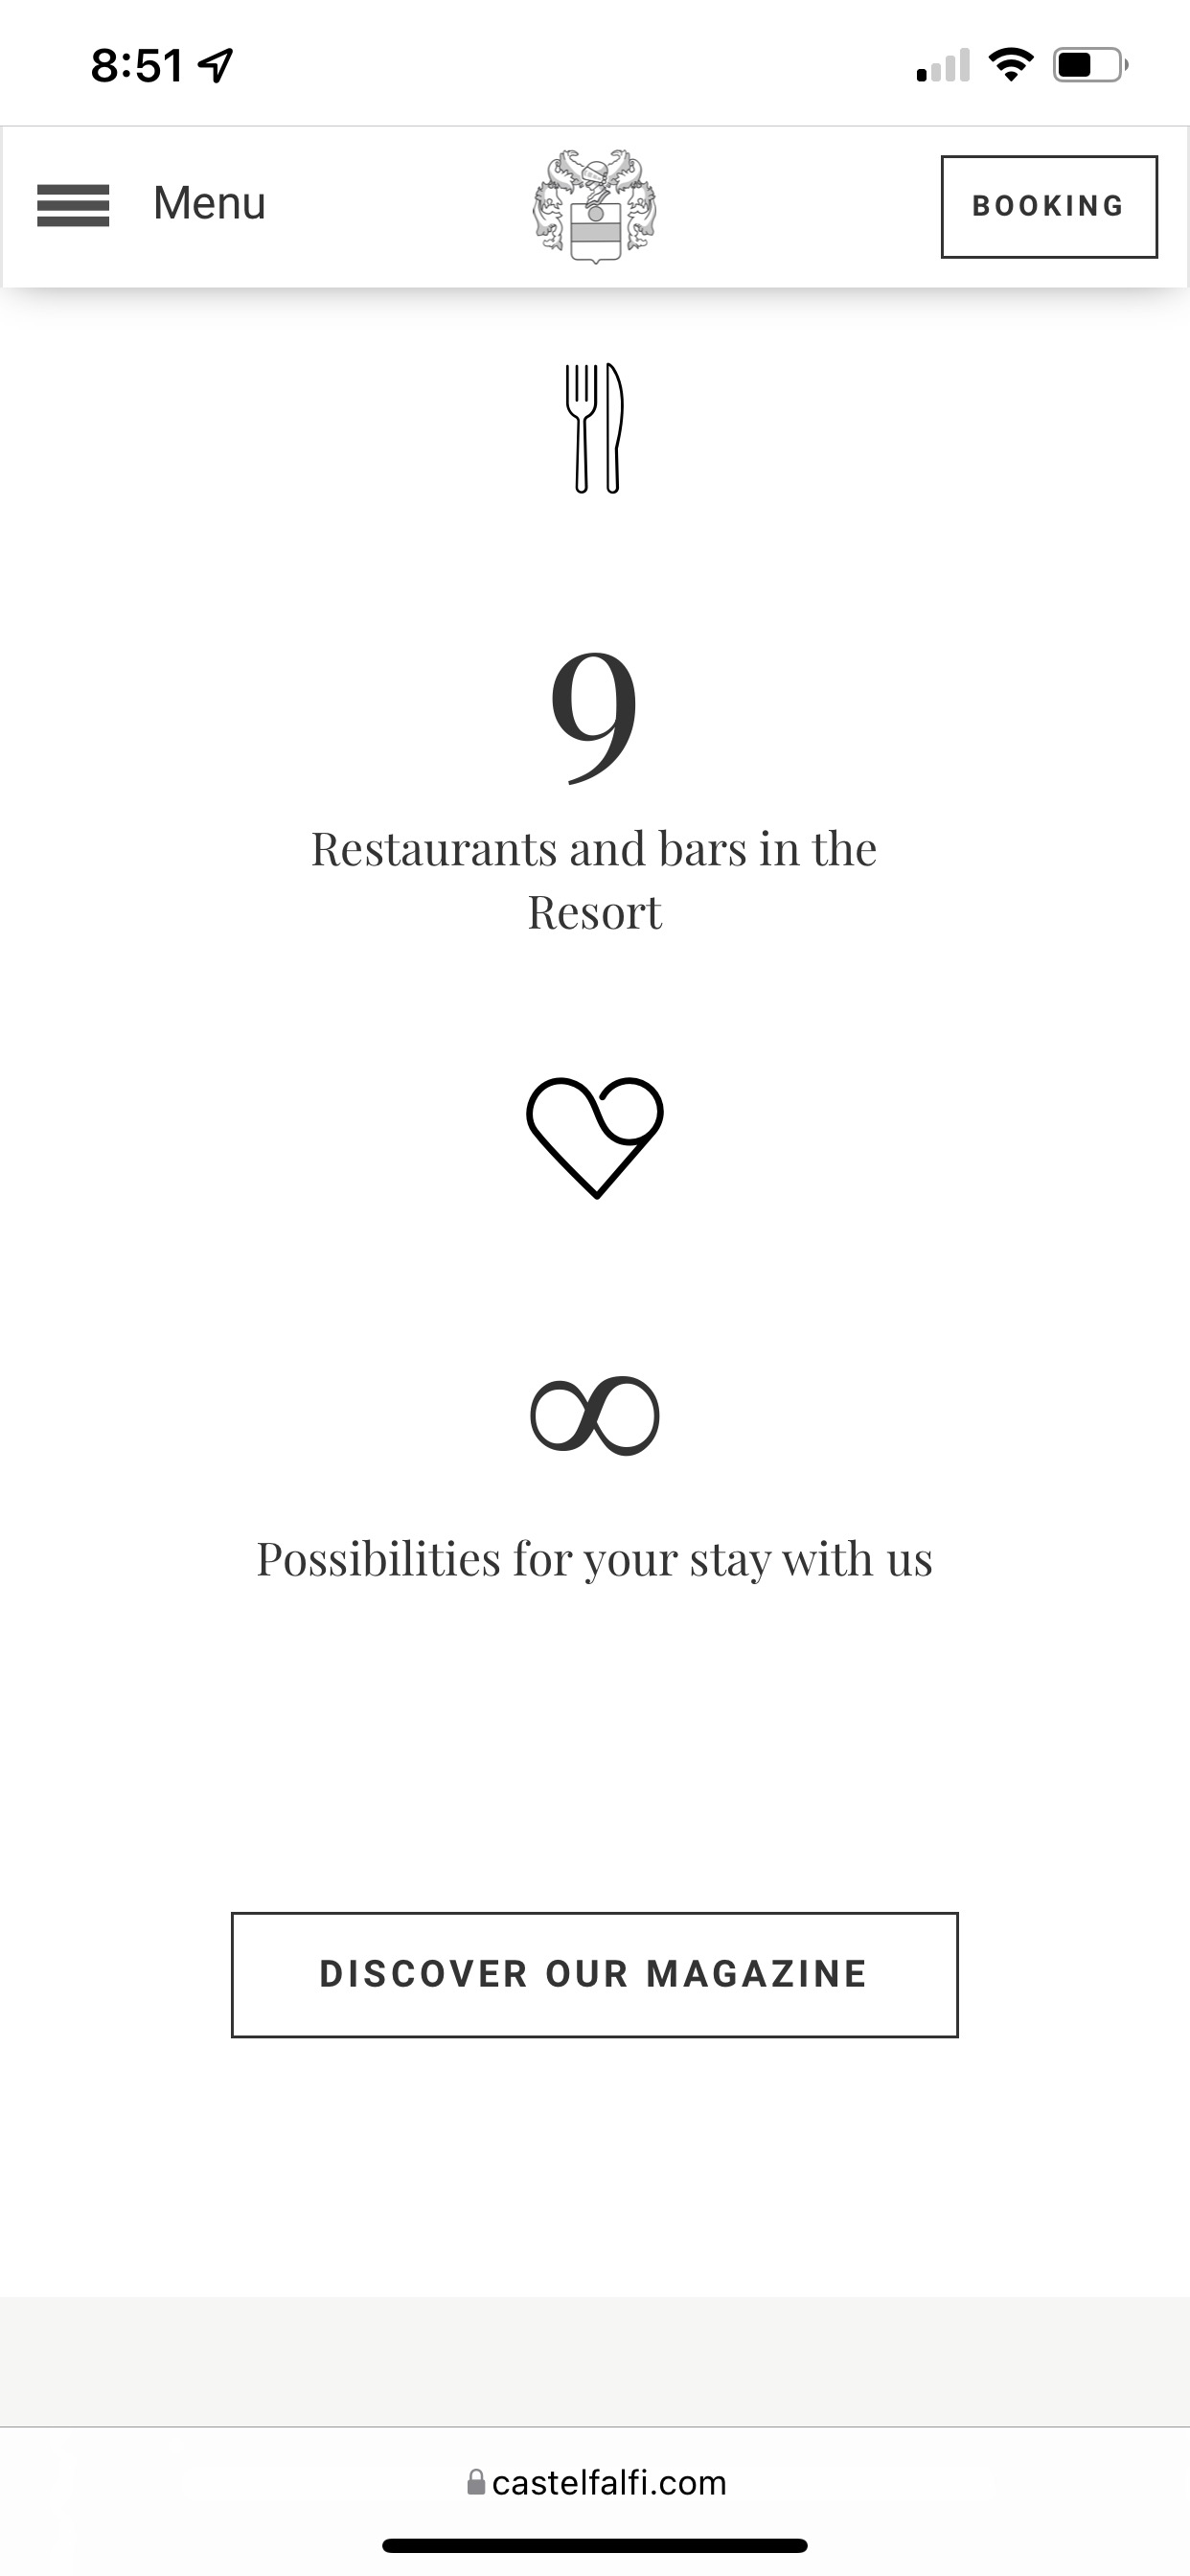 8:51
Menu
BOOKING
9
Restaurants and bars in the
Resort
∞
Possibilities for your stay with us
DISCOVER OUR MAGAZINE
castelfalfi.com